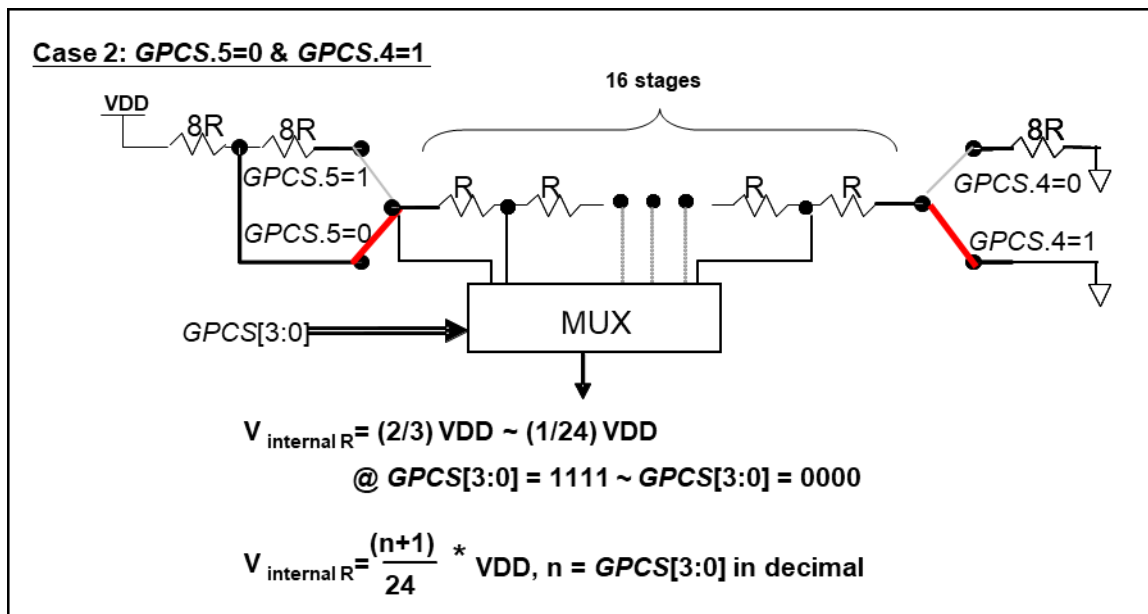 Case 2: GPCS.5=0 & GPCS.4=1
16 stages
VDD
8R
8R
8R
GPCS.5=1
R
R
R
R
GPCS.4=0
GPCS.5=0
GPCS.4=1
GPCS[3:0]
MUX
V internal R= (2/3) VDD ~ (1/24) VDD
@ GPCS[3:0] = 1111 ~ GPCS[3:0] = 0000
V internal R= (n+1)/24 * VDD, n = GPCS[3:0] in decimal